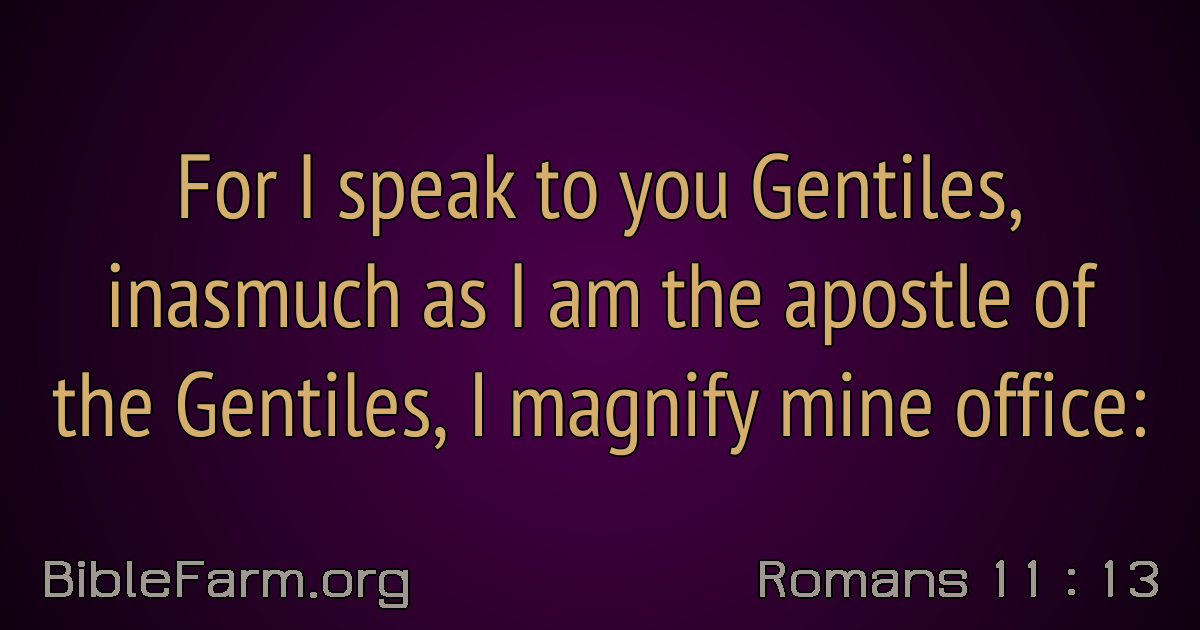 For I speak to you Gentiles,
inasmuch as I am the apostle of
the Gentiles, I magnify mine office:
BibleFarm.org
Romans 11 : 13